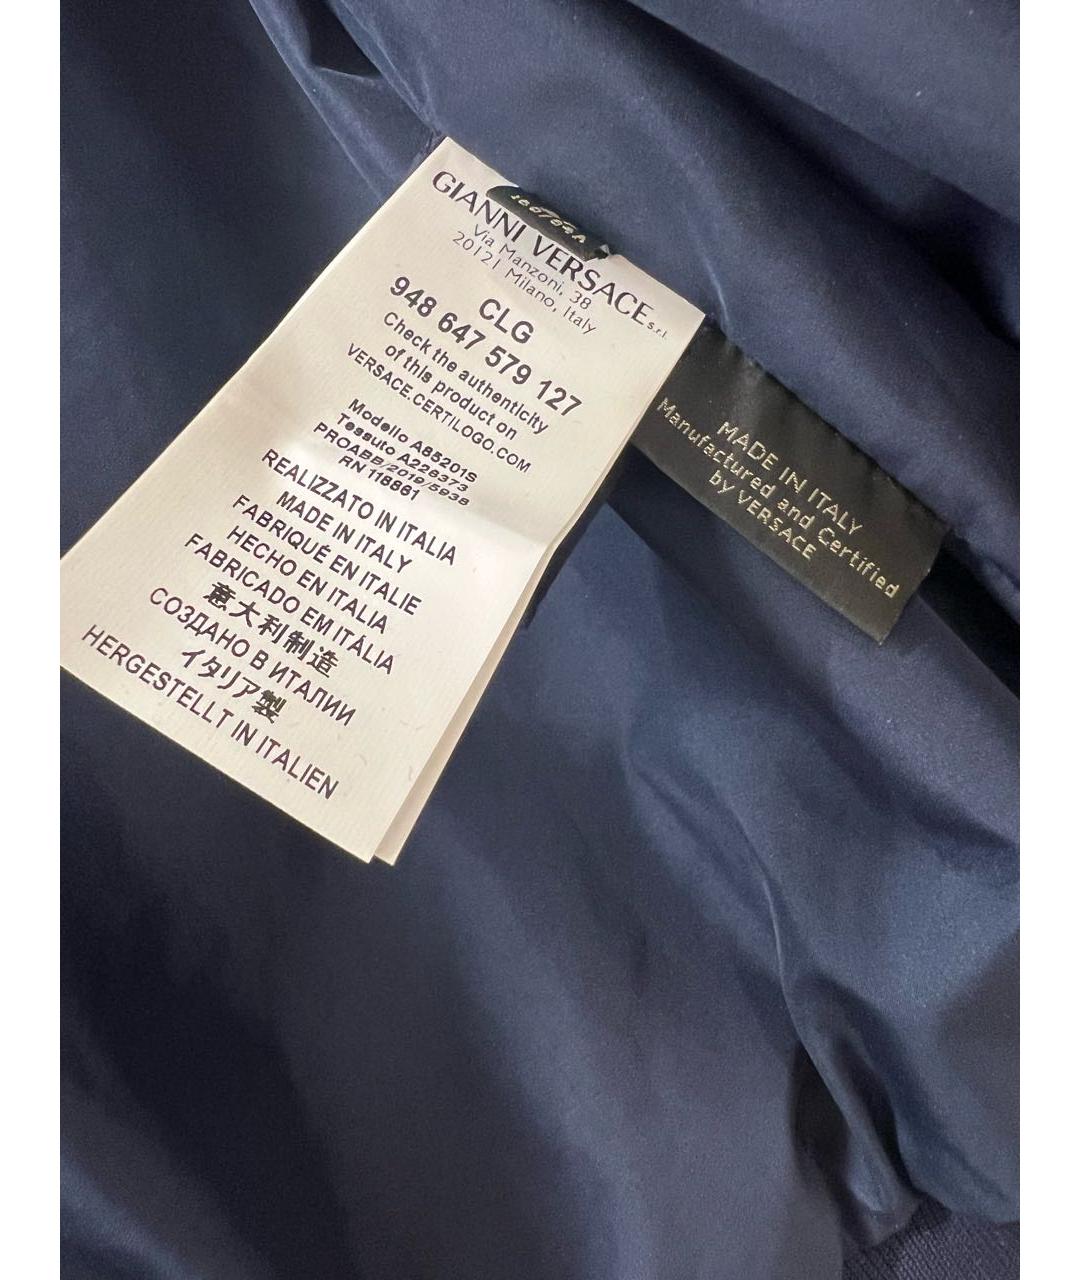 GIANNI VERSACE s.r.l.
Via Manzoni, 38
20121 Milano, Italy
CLG
948 647 579 127
Check the authenticity
of this product on
VERSACE.CERTILOGO.COM
Modello A85201S
Tessuto A228373
PROABB/2019/5938
RN 118861
REALIZZATO IN ITALIA
MADE IN ITALY
FABRIQUÉ EN ITALIE
HECHO EN ITALIA
FABRICADO EM ITÁLIA
意大利制造
СОЗДАНО В ИТАЛИИ
イタリア製
HERGESTELLT IN ITALIEN
MADE IN ITALY
Manufactured and Certified
by VERSACE